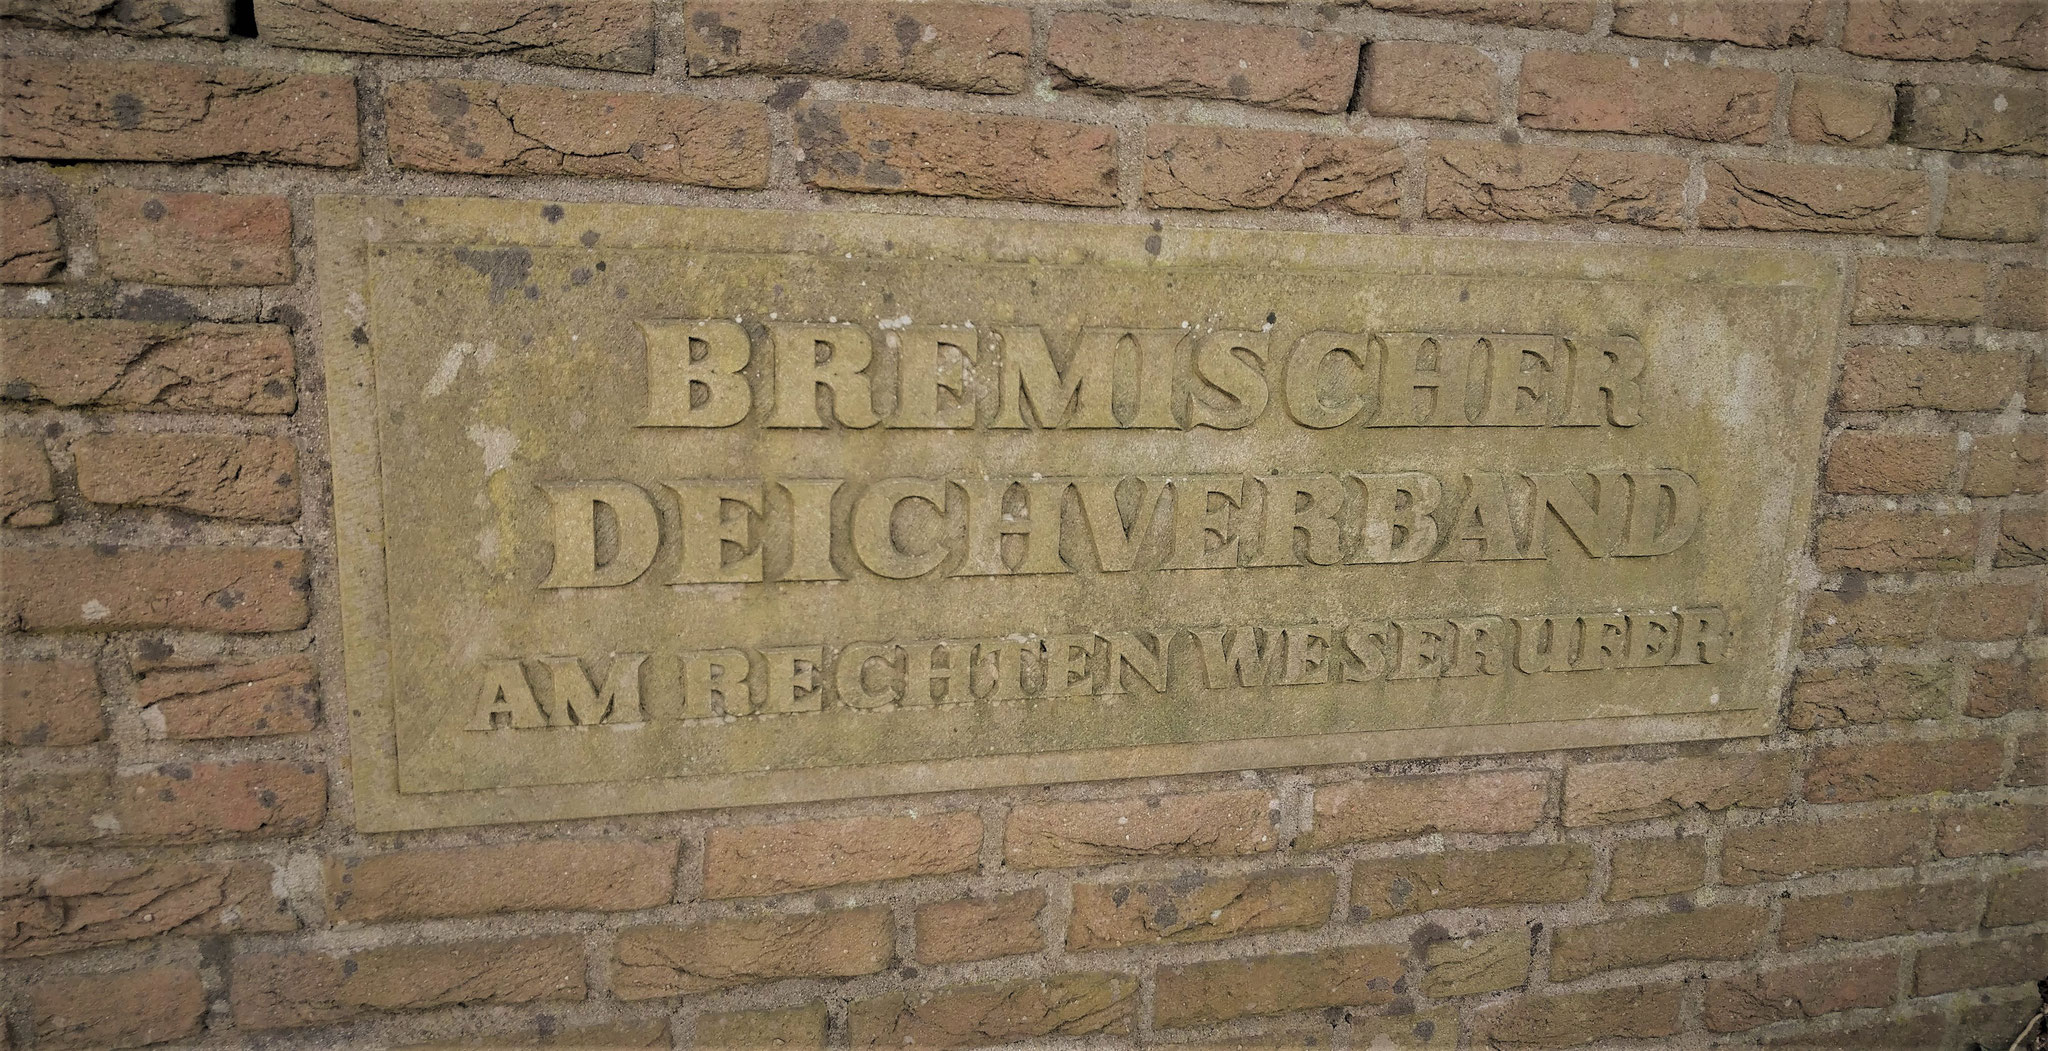 BREMISCHER
DEICHVERBAND
AM RECHTEN WESERUFER